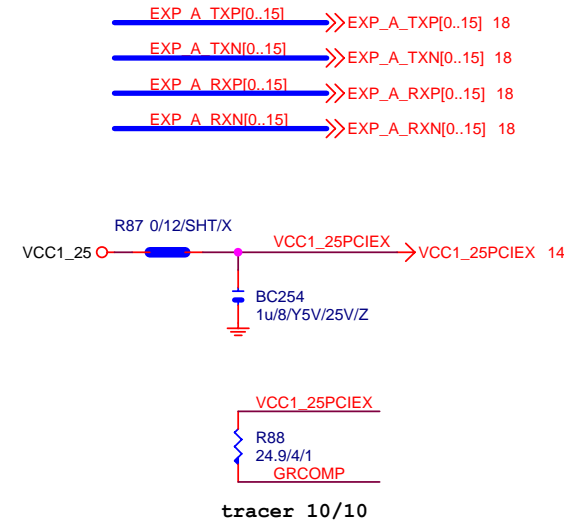 EXP_A_TXP[0..15] EXP_A_TXP[0..15] 18
EXP_A_TXN[0..15] EXP_A_TXN[0..15] 18
EXP_A_RXP[0..15] EXP_A_RXP[0..15] 18
EXP_A_RXN[0..15] EXP_A_RXN[0..15] 18
R87 0/12/SHT/X
VCC1_25 VCC1_25PCIEX VCC1_25PCIEX 14
BC254
1u/8/Y5V/25V/Z
VCC1_25PCIEX
R88
24.9/4/1
GRCOMP
tracer 10/10